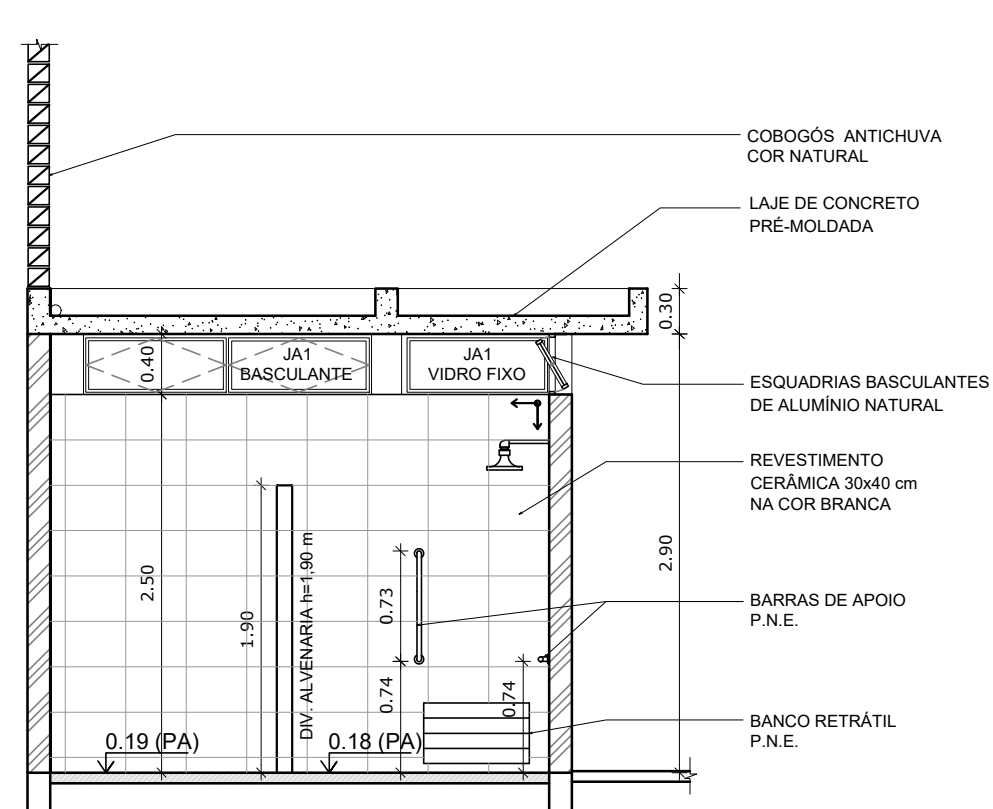 COBOGÓS ANTICHUVA
COR NATURAL
LAJE DE CONCRETO
PRÉ-MOLDADA
0.30
0.40
JA1
BASCULANTE
JA1
VIDRO FIXO
ESQUADRIAS BASCULANTES
DE ALUMÍNIO NATURAL
REVESTIMENTO
CERÂMICA 30x40 cm
NA COR BRANCA
2.90
2.50
1.90
DIV. ALVENARIA h=1,90 m
0.73
0.74
0.74
BARRAS DE APOIO
P.N.E.
BANCO RETRÁTIL
P.N.E.
0.19 (PA)
0.18 (PA)